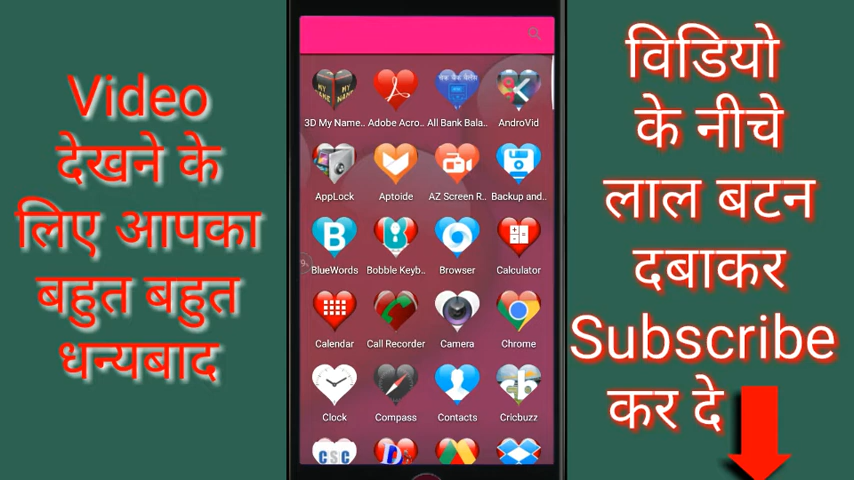 Video
देखने के
लिए आपका
बहुत बहुत
धन्यबाद
3D My Name..
Adobe Acro..
All Bank Bala..
AndroVid
AppLock
Aptoide
AZ Screen R..
Backup and..
BlueWords
Bobble Keyb..
Browser
Calculator
Calendar
Call Recorder
Camera
Chrome
Clock
Compass
Contacts
Cricbuzz
CSC
विडियो
के नीचे
लाल बटन
दबाकर
Subscribe
कर दे